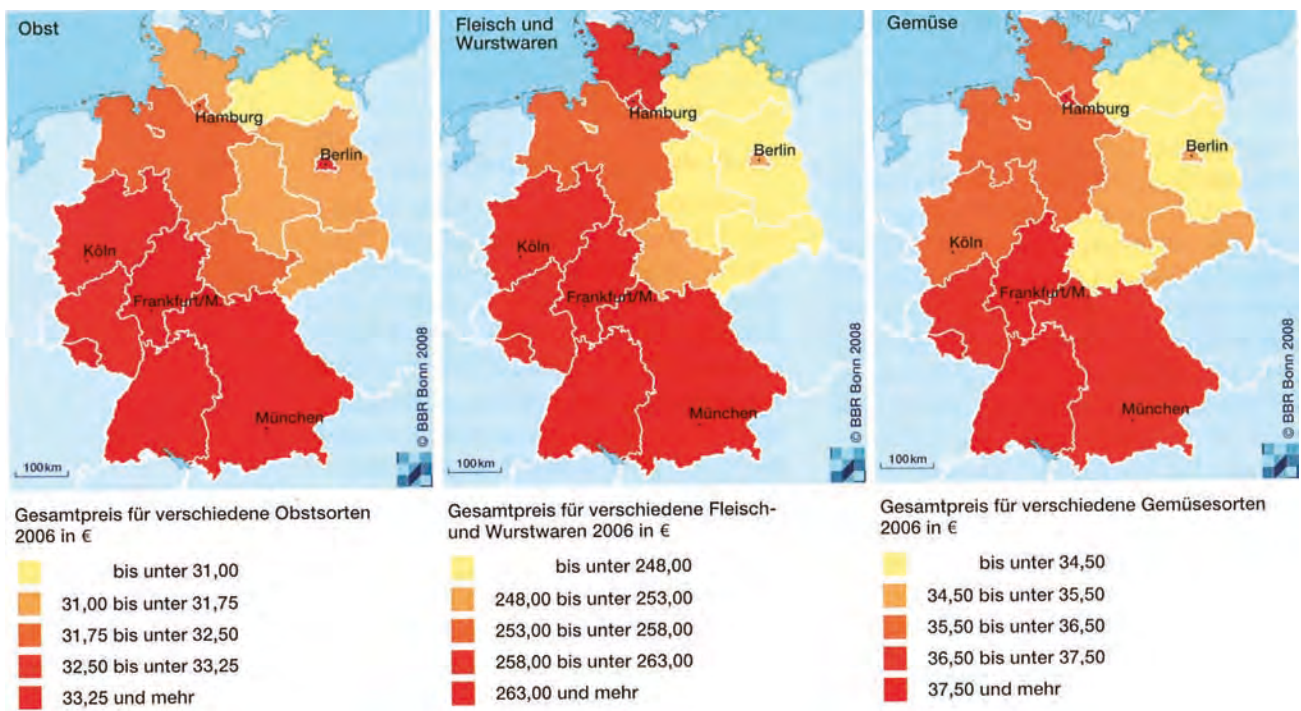 Obst
Hamburg
Berlin
Köln
Frankfurt/M.
München
100 km
© BBR Bonn 2008
Gesamtpreis für verschiedene Obstsorten
2006 in €
bis unter 31,00
31,00 bis unter 31,75
31,75 bis unter 32,50
32,50 bis unter 33,25
33,25 und mehr
Fleisch und
Wurstwaren
Hamburg
Berlin
Köln
Frankfurt/M.
München
100 km
© BBR Bonn 2008
Gesamtpreis für verschiedene Fleisch-
und Wurstwaren 2006 in €
bis unter 248,00
248,00 bis unter 253,00
253,00 bis unter 258,00
258,00 bis unter 263,00
263,00 und mehr
Gemüse
Hamburg
Berlin
Köln
Frankfurt/M.
München
100 km
© BBR Bonn 2008
Gesamtpreis für verschiedene Gemüsesorten
2006 in €
bis unter 34,50
34,50 bis unter 35,50
35,50 bis unter 36,50
36,50 bis unter 37,50
37,50 und mehr